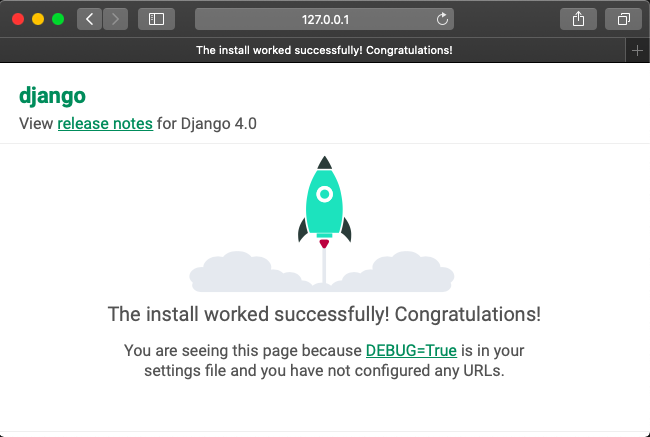 127.0.0.1
The install worked successfully! Congratulations!
django
View release notes for Django 4.0
The install worked successfully! Congratulations!
You are seeing this page because DEBUG=True is in your
settings file and you have not configured any URLs.